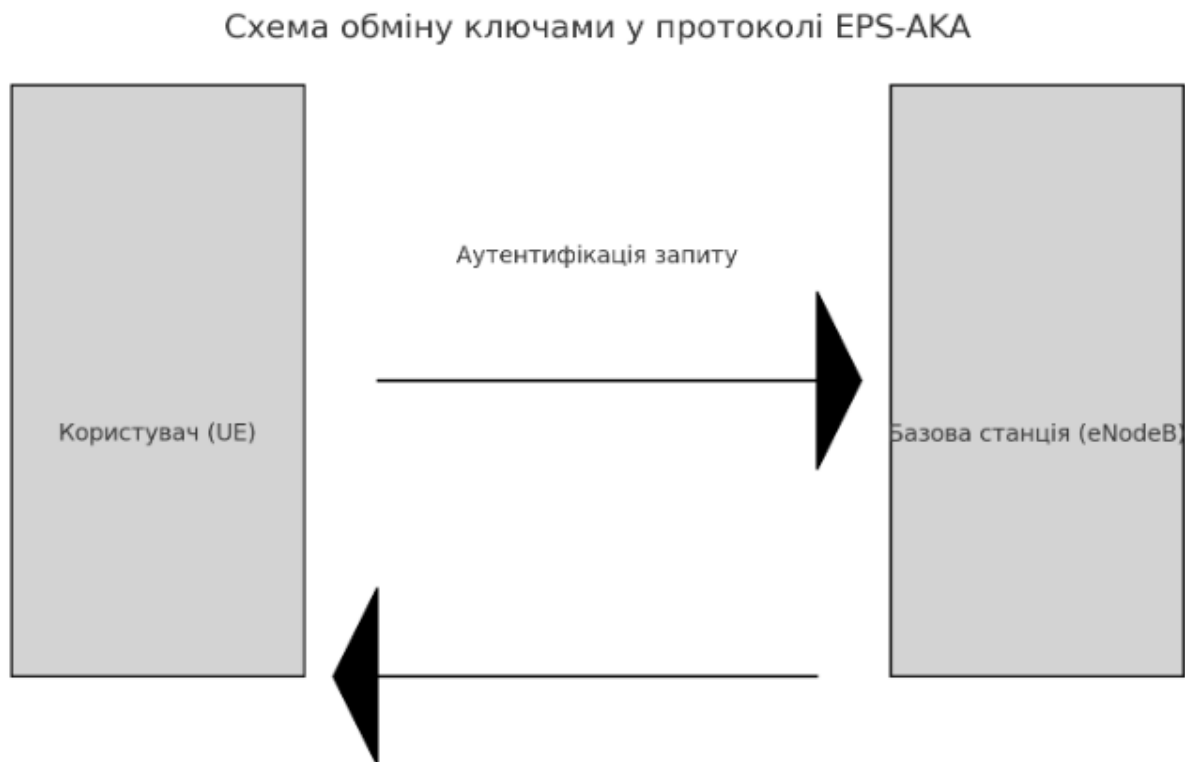 Схема обміну ключами у протоколі EPS-AKA
Аутентифікація запиту
Користувач (UE)
Базова станція (eNodeB)